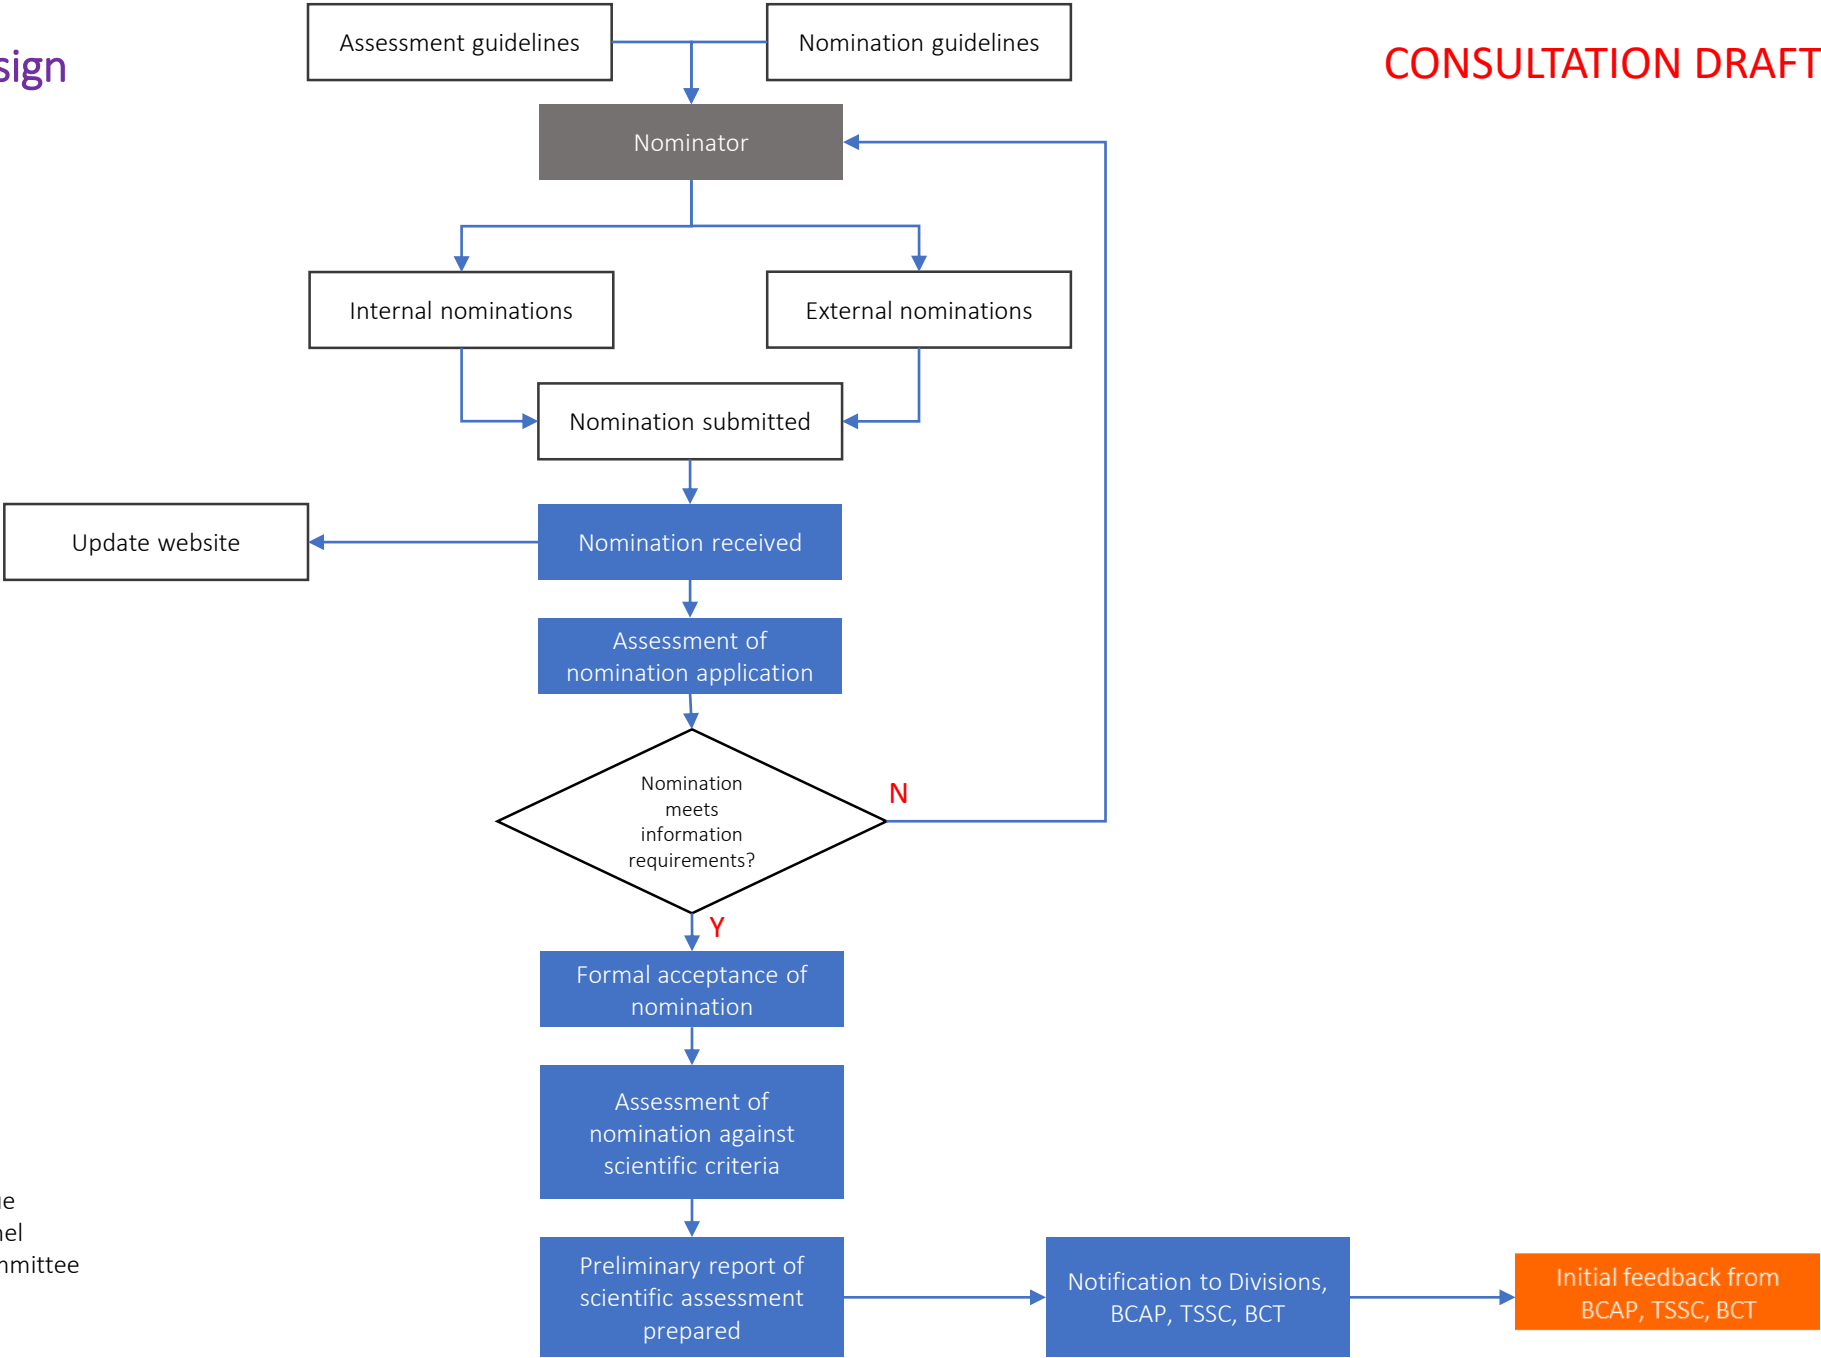 sign
CONSULTATION DRAFT
Assessment guidelines
Nomination guidelines
Nominator
Internal nominations
External nominations
Nomination submitted
Update website
Nomination received
Assessment of
nomination application
Nomination
meets
information
requirements?
N
Y
Formal acceptance of
nomination
Assessment of
nomination against
scientific criteria
Preliminary report of
scientific assessment
prepared
Notification to Divisions,
BCAP, TSSC, BCT
Initial feedback from
BCAP, TSSC, BCT